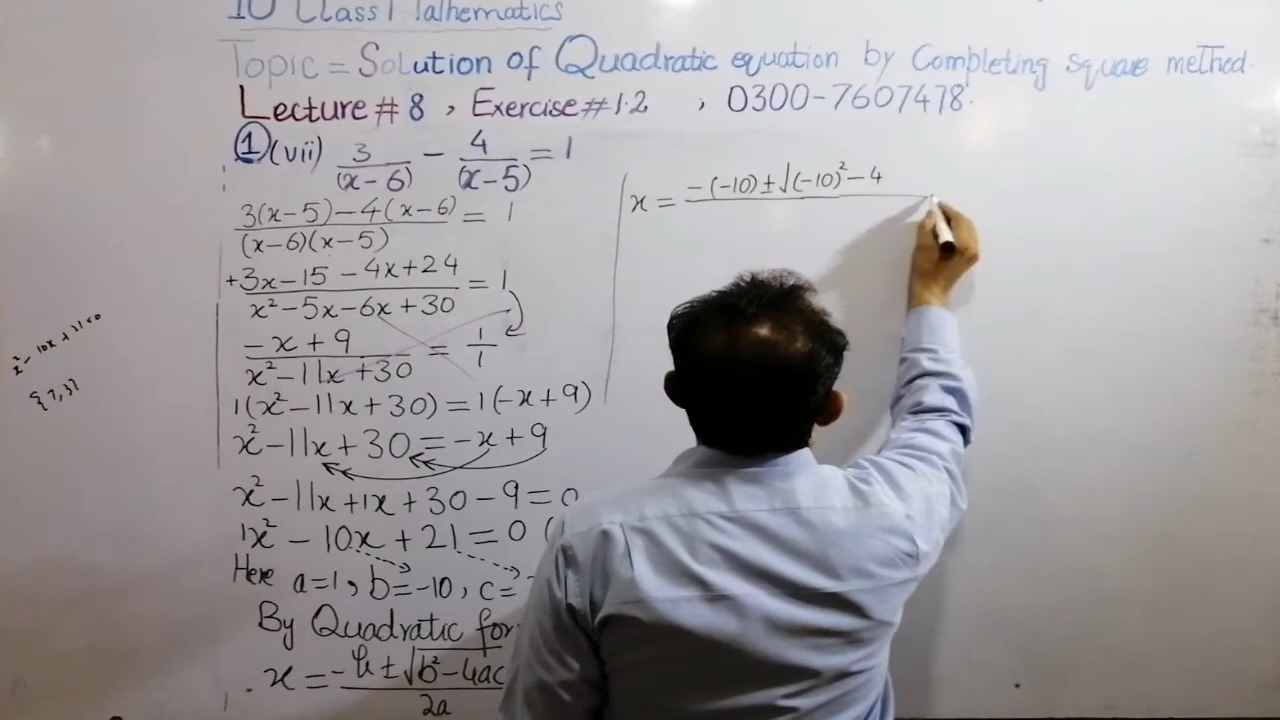 10 Class Mathematics
Topic = Solution of Quadratic equation by Completing square method.
Lecture # 8 , Exercise # 1.2 , 0300-7607478.
① (vii) 3/(x-6) - 4/(x-5) = 1
3(x-5) - 4(x-6) / (x-6)(x-5) = 1
+3x-15 - 4x+24 / x²-5x-6x+30 = 1
-x+9 / x²-11x+30 = 1/1
1(x²-11x+30) = 1(-x+9)
x²-11x+30 = -x+9
x²-11x+1x+30-9=0
1x²-10x+21=0 (
Here a=1, b=-10, c=
By Quadratic for
x = -b±√b²-4ac / 2a
x = -(-10)±√(-10)²-4
x²-10x+21=0
{7,3}